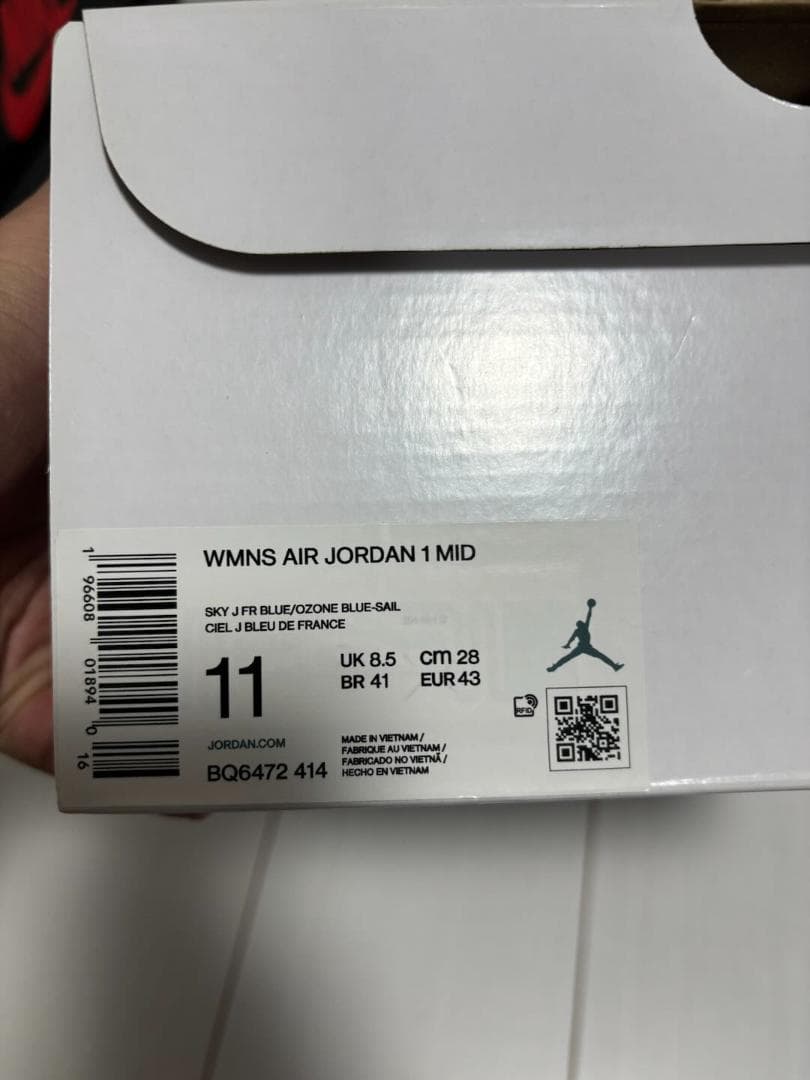 WMNS AIR JORDAN 1 MID
SKY J FR BLUE/OZONE BLUE-SAIL
CIEL J BLEU DE FRANCE
11
UK 8.5 CM 28
BR 41 EUR 43
JORDAN.COM
BQ6472 414
MADE IN VIETNAM /
FABRIQUE AU VIETNAM /
FABRICADO NO VIETNÃ /
HECHO EN VIETNAM
RFID
1 96608 01894 0 16